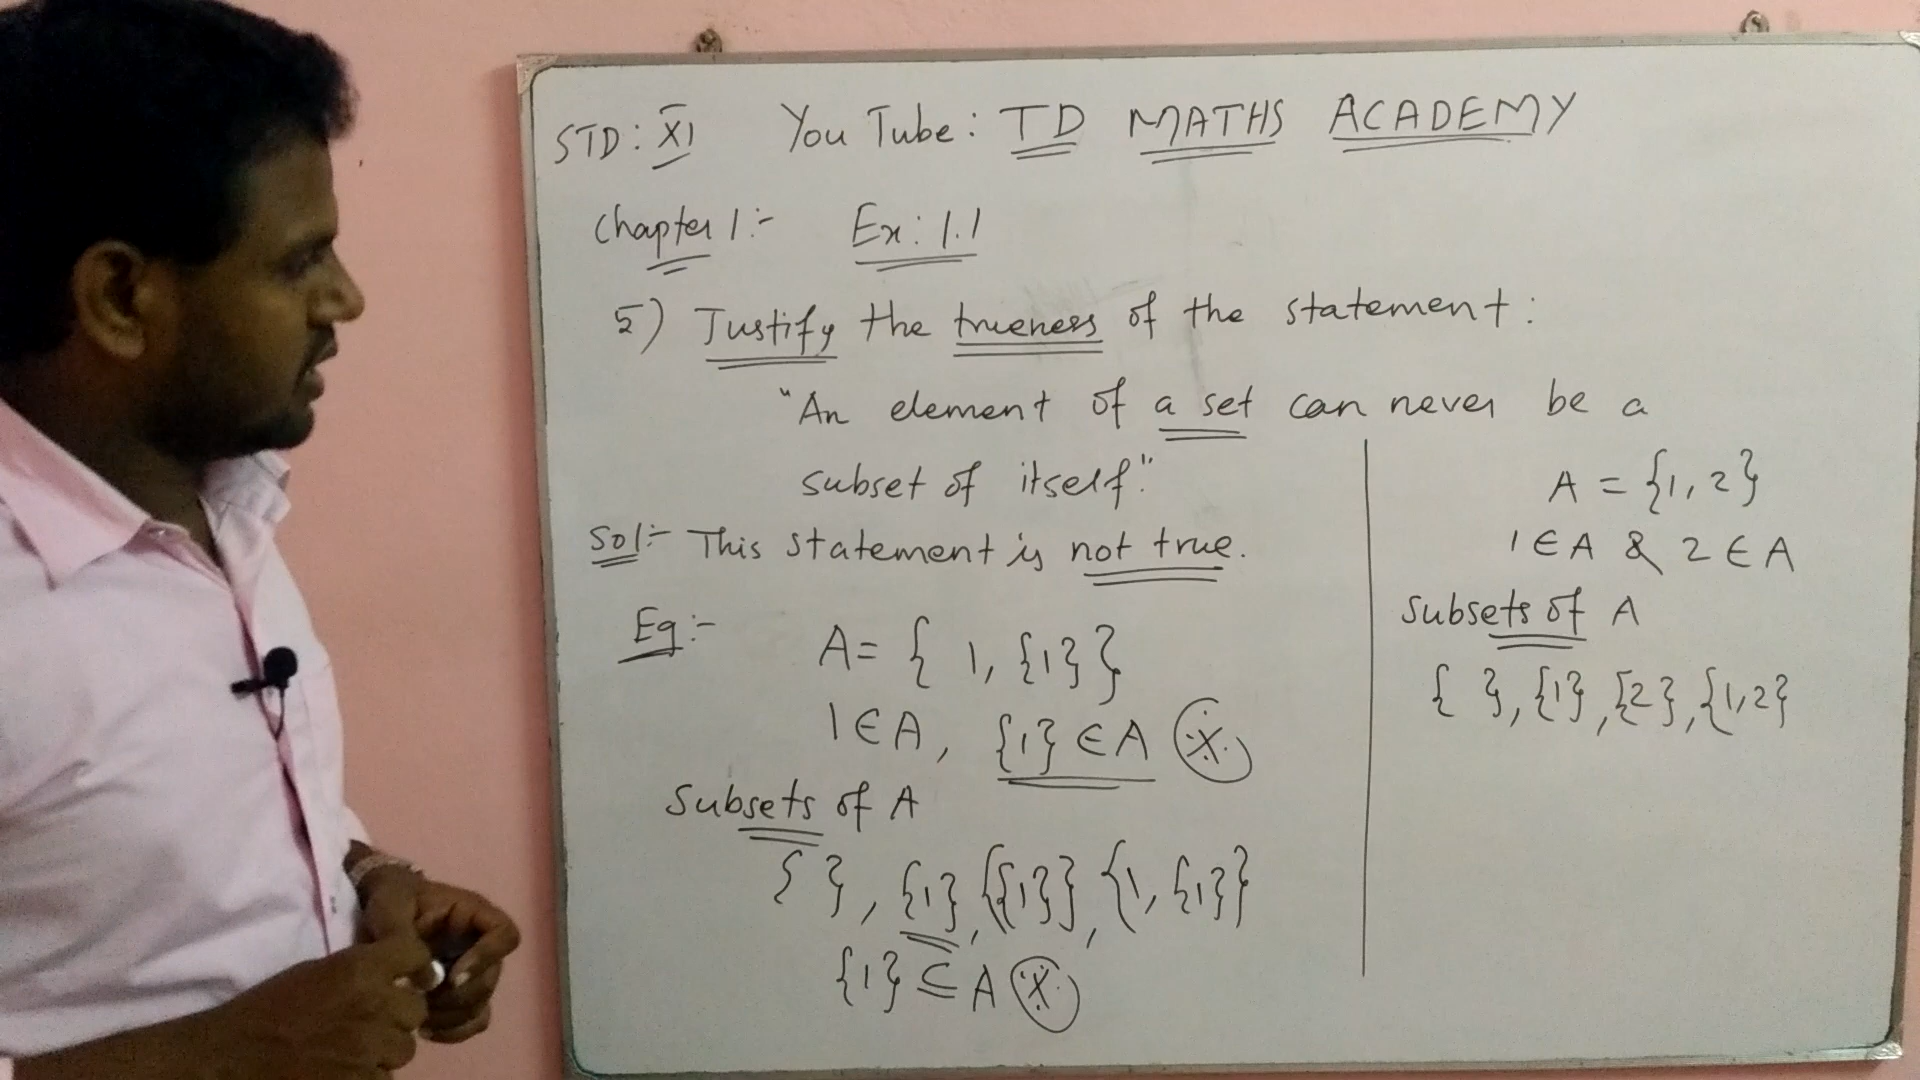 STD: XI YouTube: TD MATHS ACADEMY
Chapter 1:- Ex: 1.1
5) Justify the trueness of the statement:
"An element of a set can never be a
subset of itself."
Sol:- This statement is not true.
Eg:- A = { 1, {1}}
1 ∈ A, {1} ∈ A
Subsets of A
{ }, {1}, {{1}}, {1, {1}}
{1} ⊆ A
A = {1, 2}
1 ∈ A & 2 ∈ A
Subsets of A
{ }, {1}, {2}, {1,2}